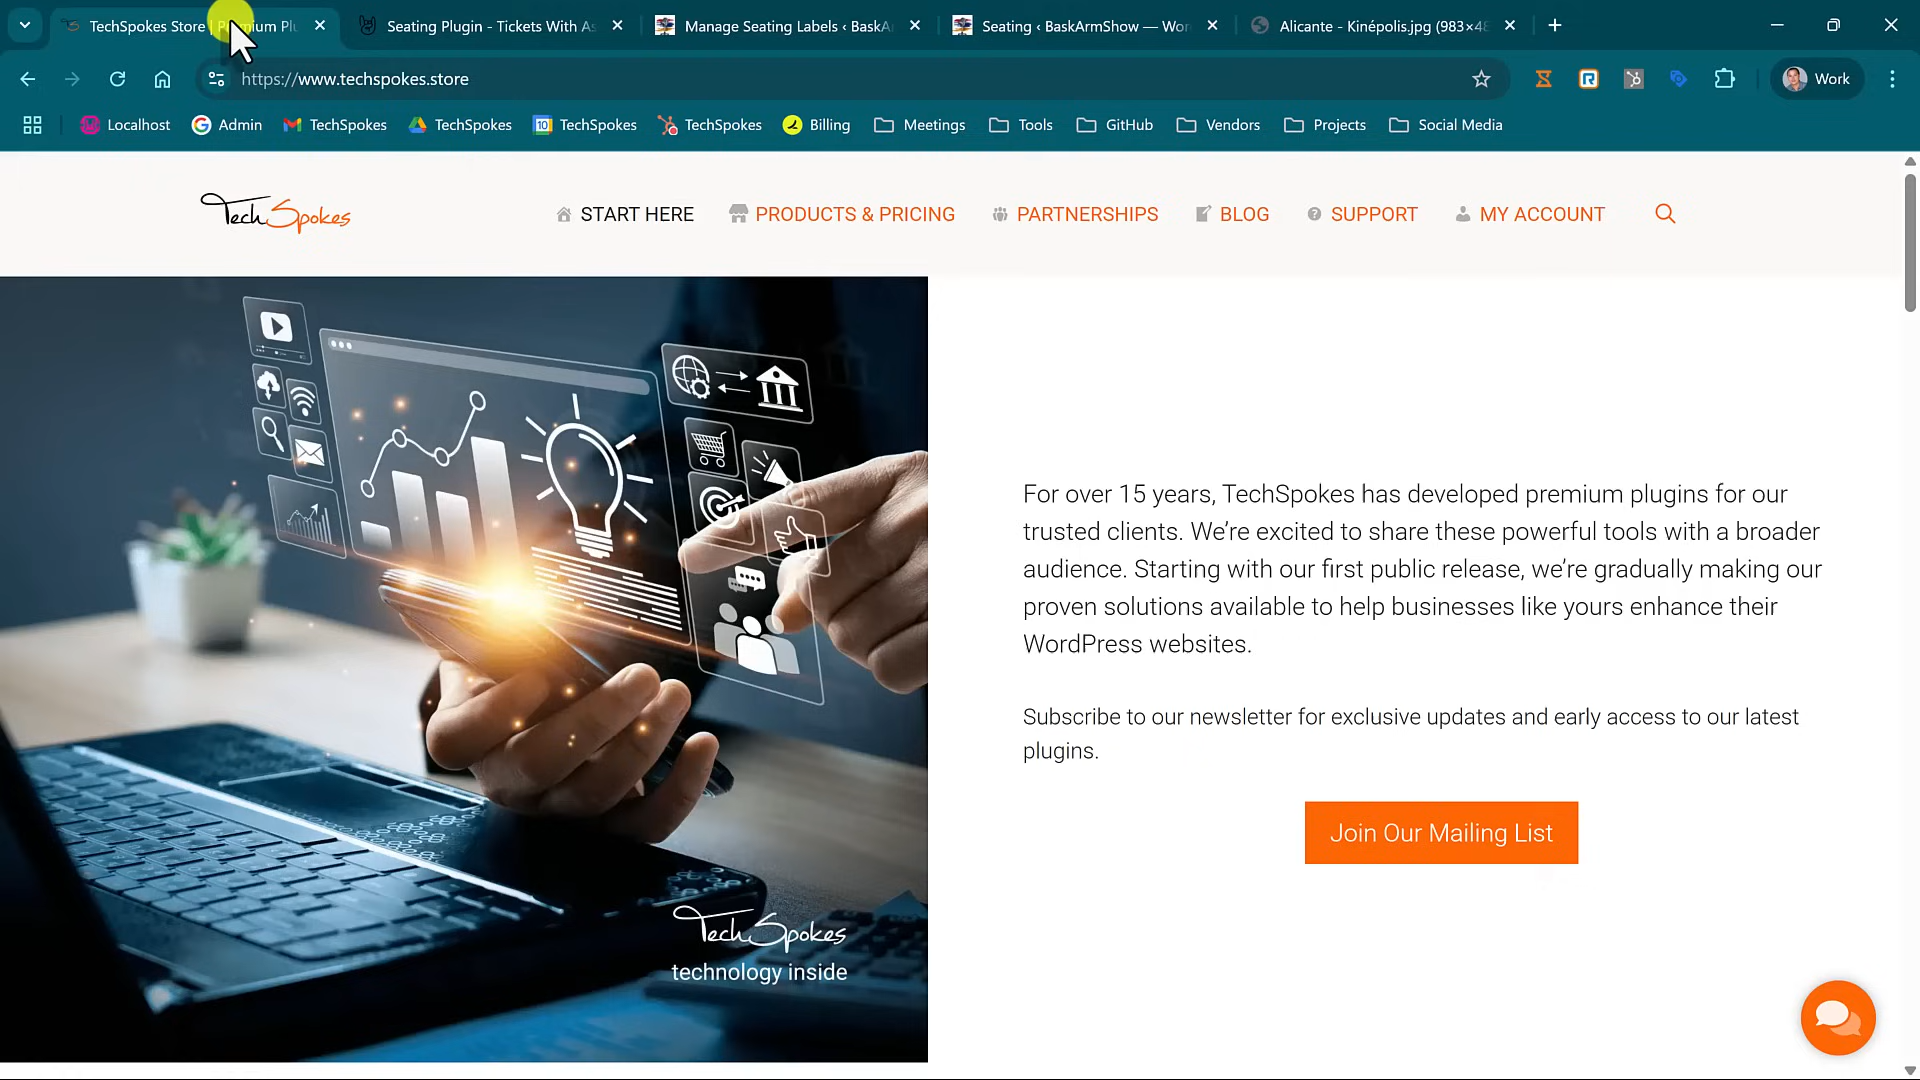 TechSpokes Store | Premium Plu
Seating Plugin - Tickets With As
Manage Seating Labels ‹ BaskA
Seating ‹ BaskArmShow — Wor
Alicante - Kinépolis.jpg (983×48
https://www.techspokes.store
Work
Localhost
Admin
TechSpokes
TechSpokes
10
TechSpokes
TechSpokes
Billing
Meetings
Tools
GitHub
Vendors
Projects
Social Media
TechSpokes
START HERE
PRODUCTS & PRICING
PARTNERSHIPS
BLOG
SUPPORT
MY ACCOUNT
For over 15 years, TechSpokes has developed premium plugins for our
trusted clients. We’re excited to share these powerful tools with a broader
audience. Starting with our first public release, we’re gradually making our
proven solutions available to help businesses like yours enhance their
WordPress websites.
Subscribe to our newsletter for exclusive updates and early access to our latest
plugins.
Join Our Mailing List
TechSpokes
technology inside